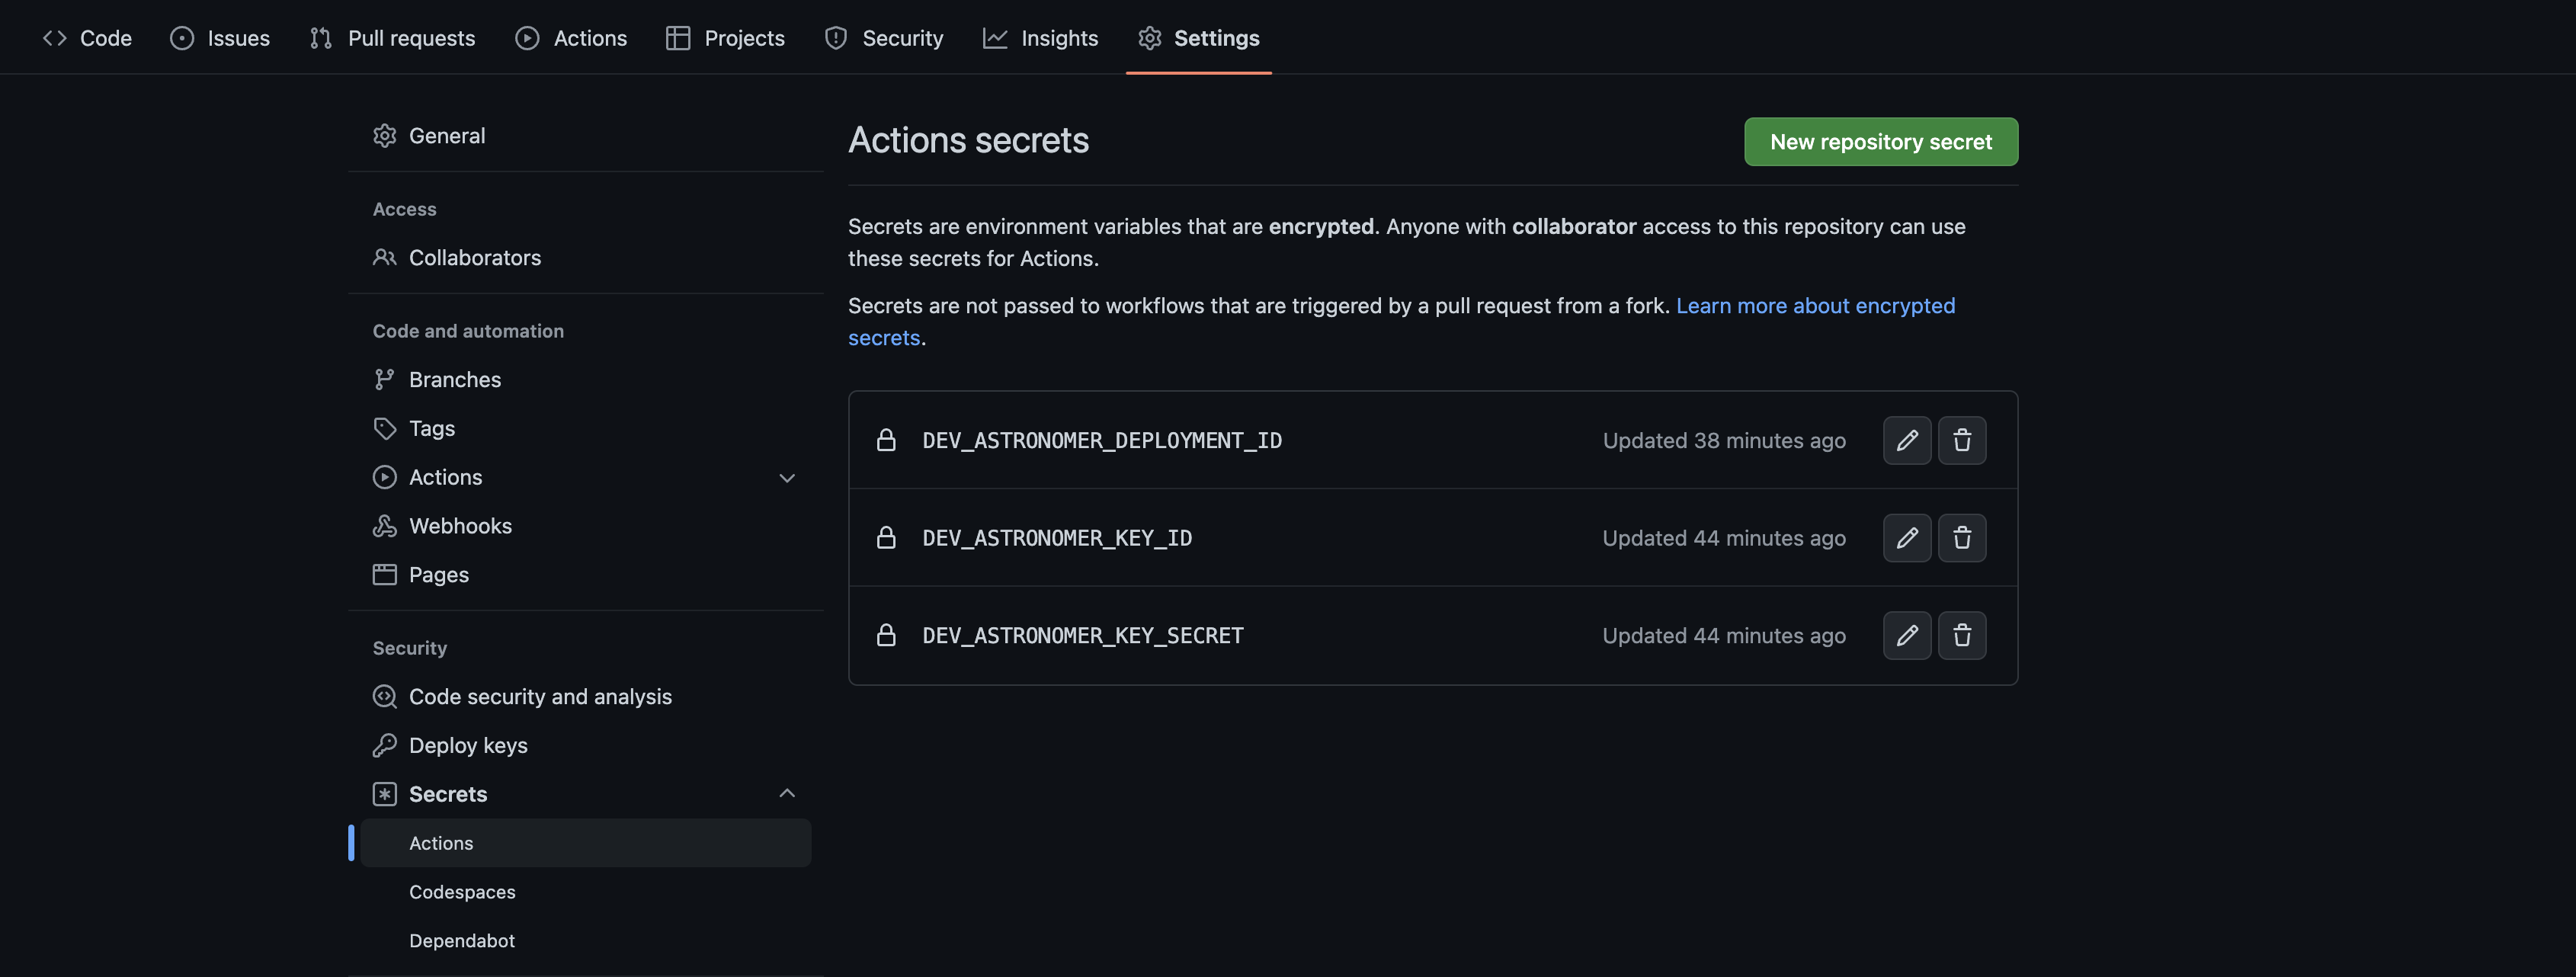 Code Issues Pull requests Actions Projects Security Insights Settings
General
Access
Collaborators
Code and automation
Branches
Tags
Actions
Webhooks
Pages
Security
Code security and analysis
Deploy keys
Secrets
Actions
Codespaces
Dependabot
Actions secrets
New repository secret
Secrets are environment variables that are encrypted. Anyone with collaborator access to this repository can use
these secrets for Actions.
Secrets are not passed to workflows that are triggered by a pull request from a fork. Learn more about encrypted
secrets.
DEV_ASTRONOMER_DEPLOYMENT_ID Updated 38 minutes ago
DEV_ASTRONOMER_KEY_ID Updated 44 minutes ago
DEV_ASTRONOMER_KEY_SECRET Updated 44 minutes ago